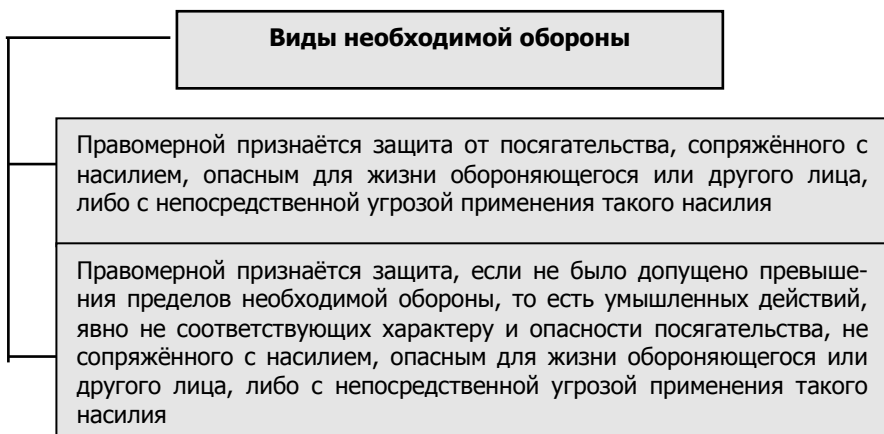 Виды необходимой обороны
Правомерной признаётся защита от посягательства, сопряжённого с
насилием, опасным для жизни обороняющегося или другого лица,
либо с непосредственной угрозой применения такого насилия
Правомерной признаётся защита, если не было допущено превыше-
ния пределов необходимой обороны, то есть умышленных действий,
явно не соответствующих характеру и опасности посягательства, не
сопряжённого с насилием, опасным для жизни обороняющегося или
другого лица, либо с непосредственной угрозой применения такого
насилия